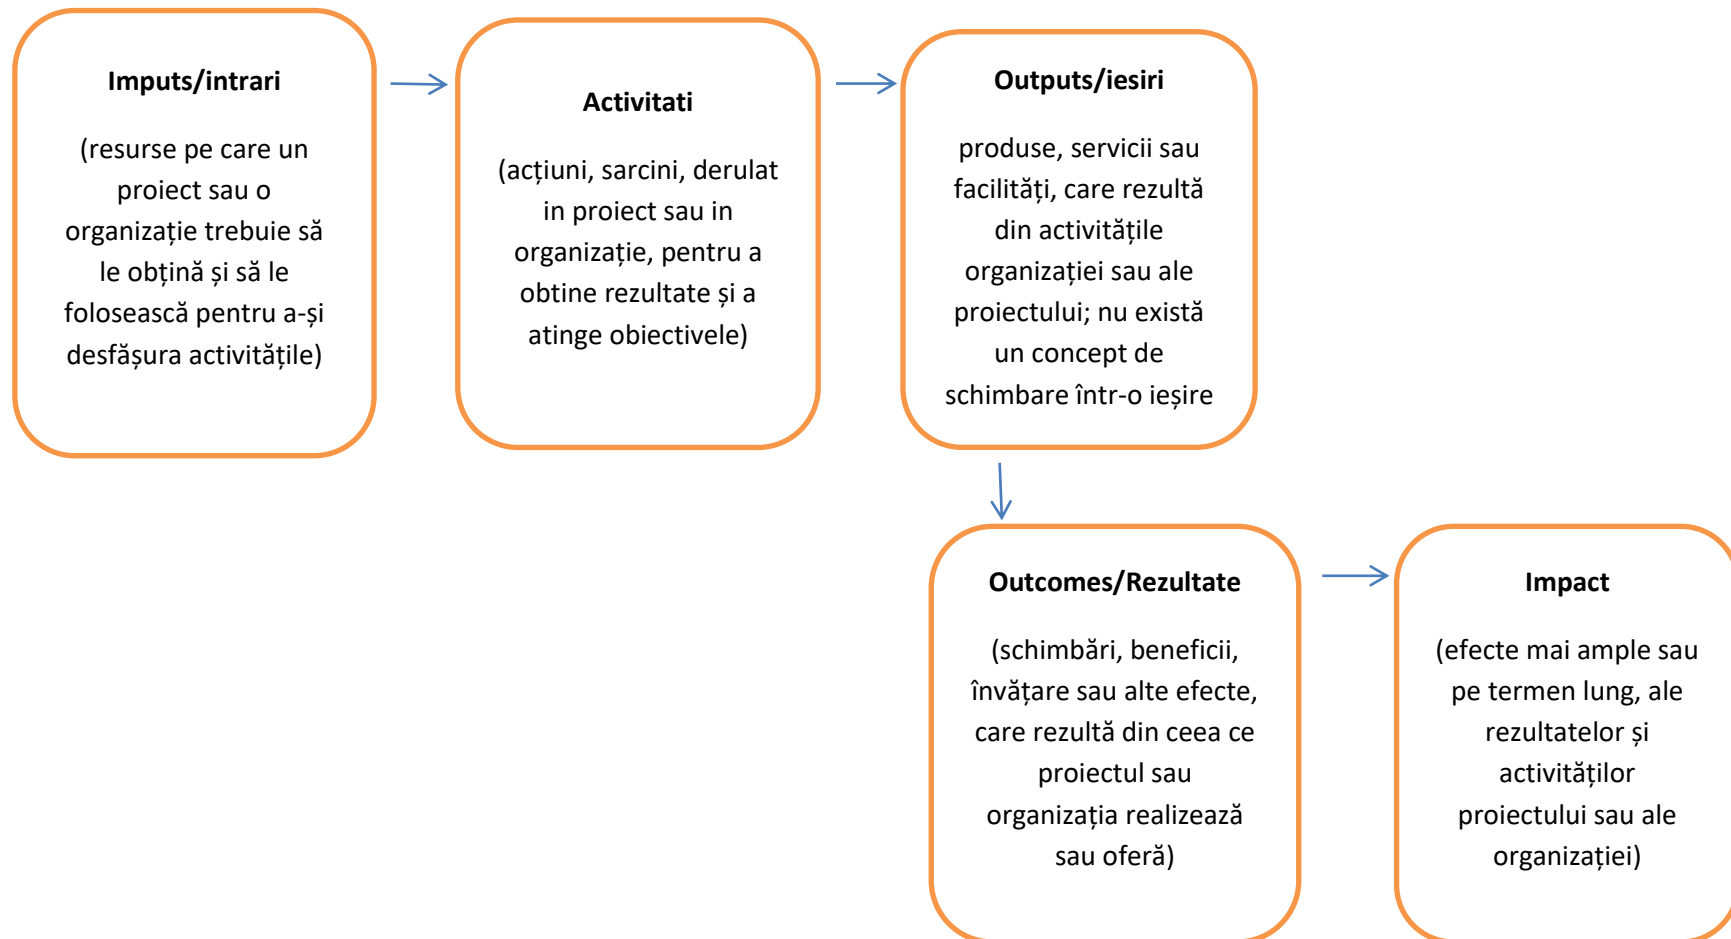 Imputs/intrari
(resurse pe care un
proiect sau o
organizație trebuie să
le obțină și să le
folosească pentru a-și
desfășura activitățile)
Activitati
(acțiuni, sarcini, derulat
in proiect sau in
organizație, pentru a
obtine rezultate și a
atinge obiectivele)
Outputs/iesiri
produse, servicii sau
facilități, care rezultă
din activitățile
organizației sau ale
proiectului; nu există
un concept de
schimbare într-o ieșire
Outcomes/Rezultate
(schimbări, beneficii,
învățare sau alte efecte,
care rezultă din ceea ce
proiectul sau
organizația realizează
sau oferă)
Impact
(efecte mai ample sau
pe termen lung, ale
rezultatelor și
activităților
proiectului sau ale
organizației)